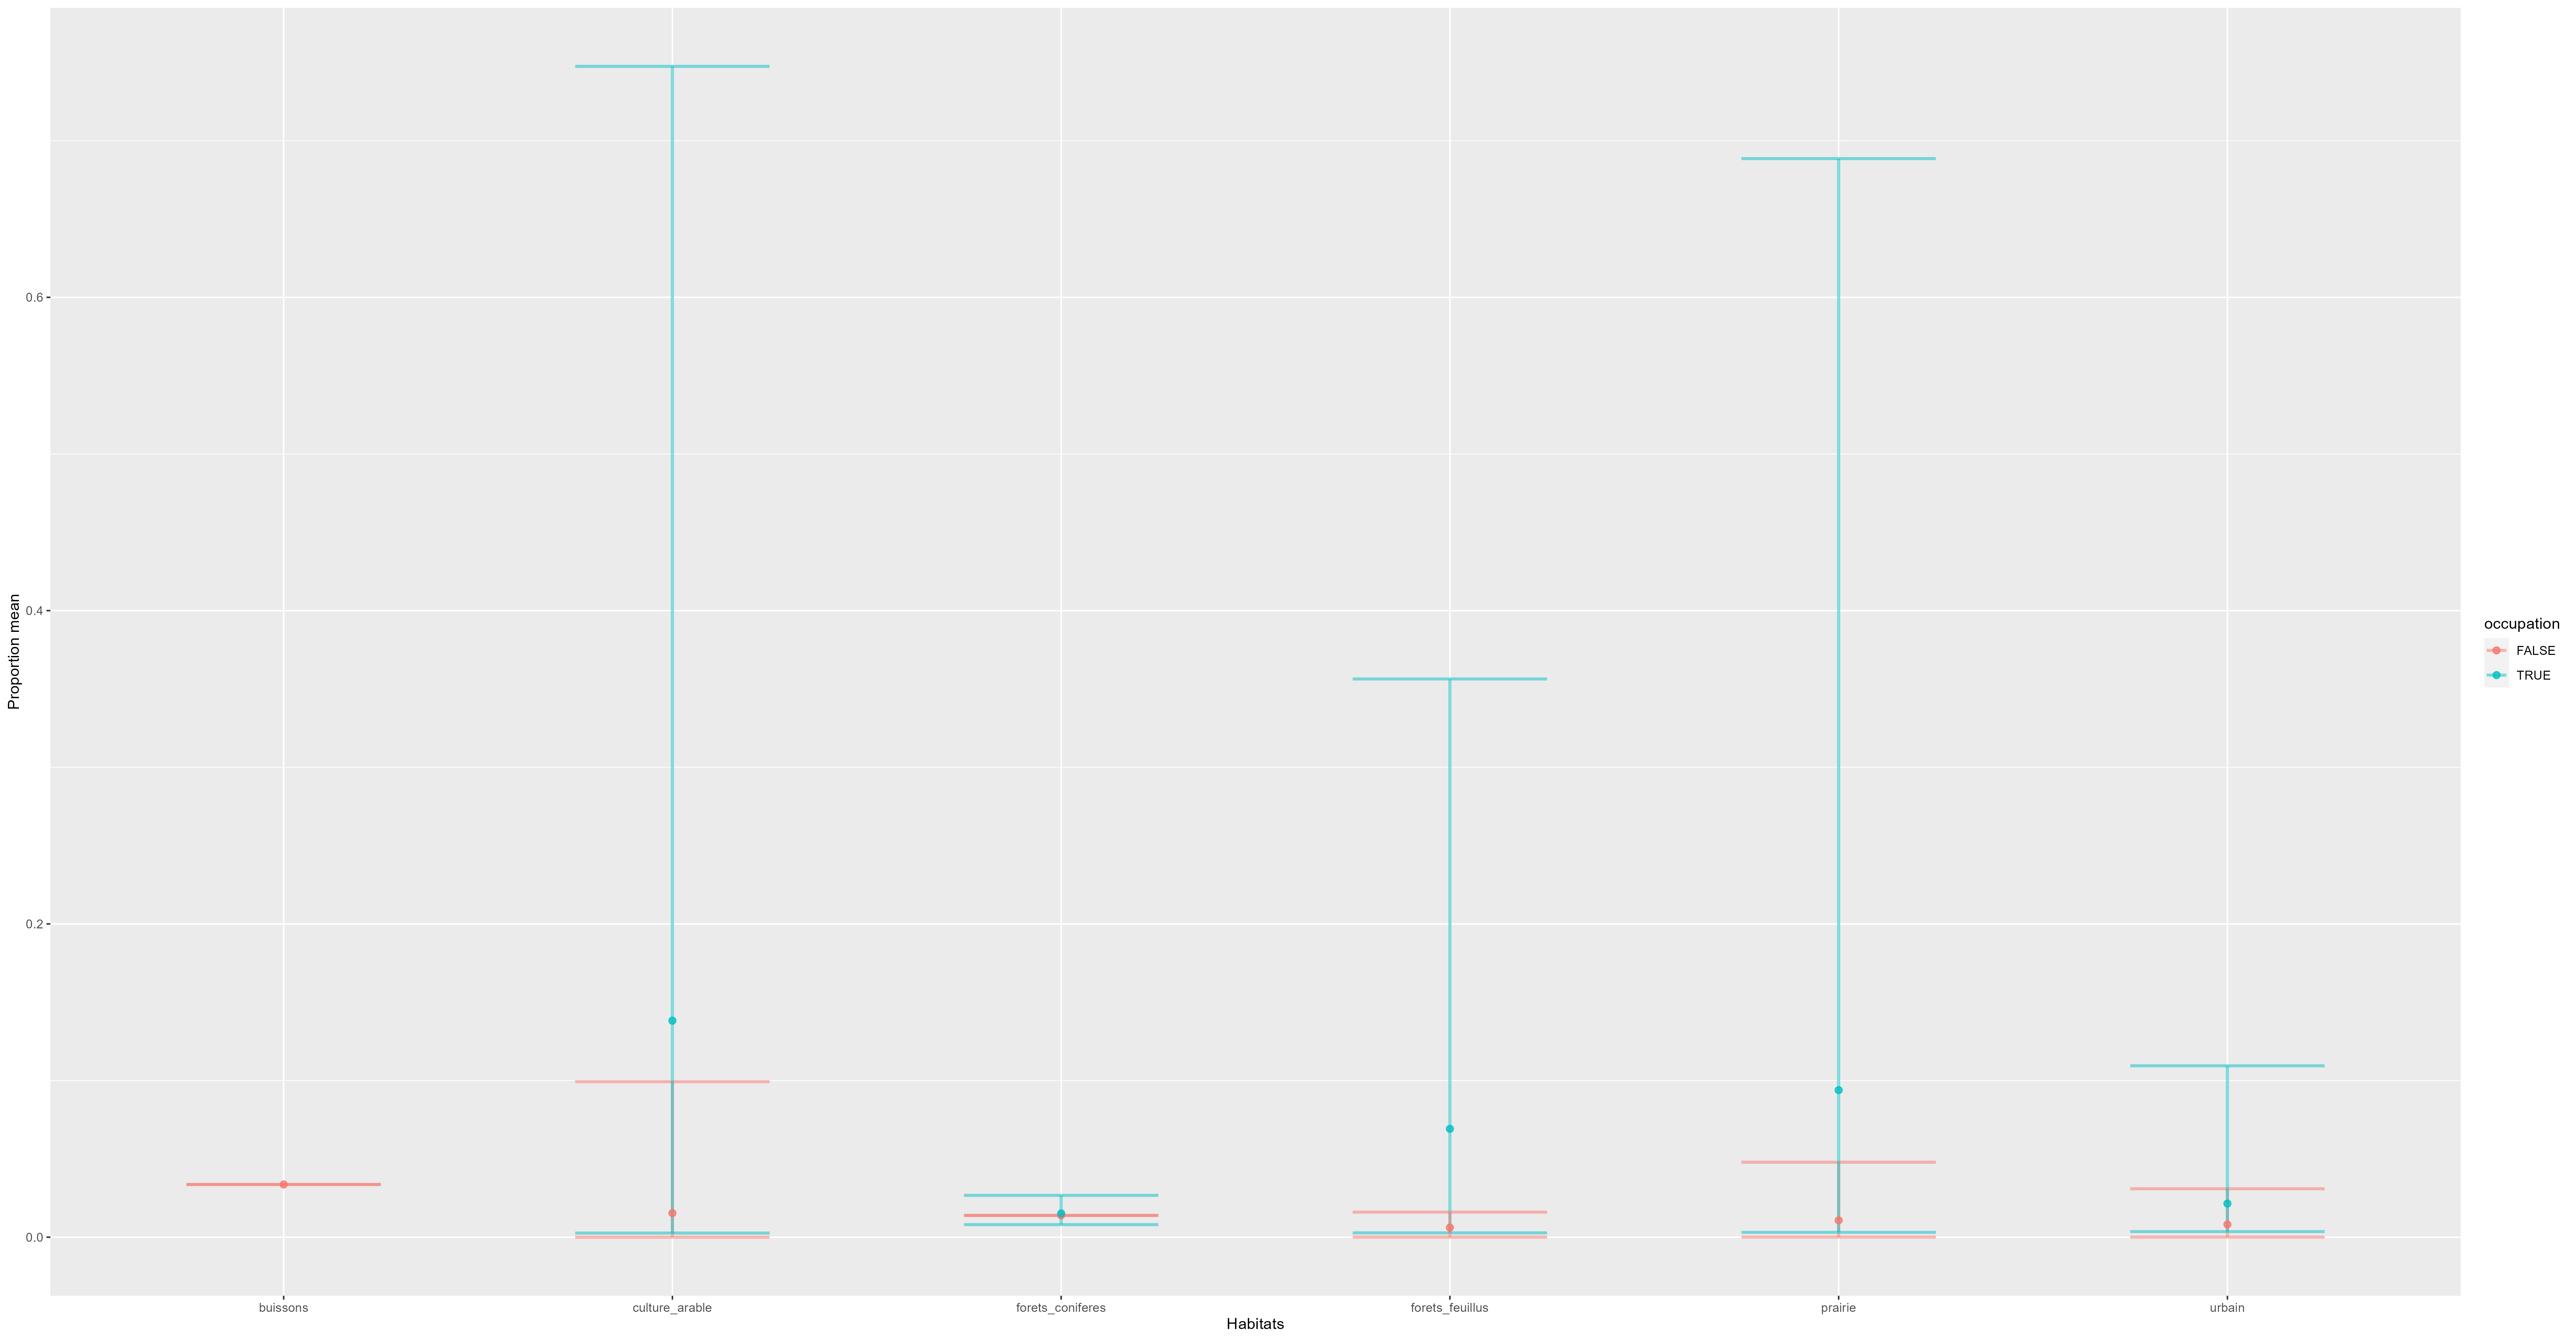 Proportion mean
0.6
0.4
0.2
0.0
buissons
culture_arable
forets_coniferes
forets_feuillus
prairie
urbain
Habitats
occupation
FALSE
TRUE